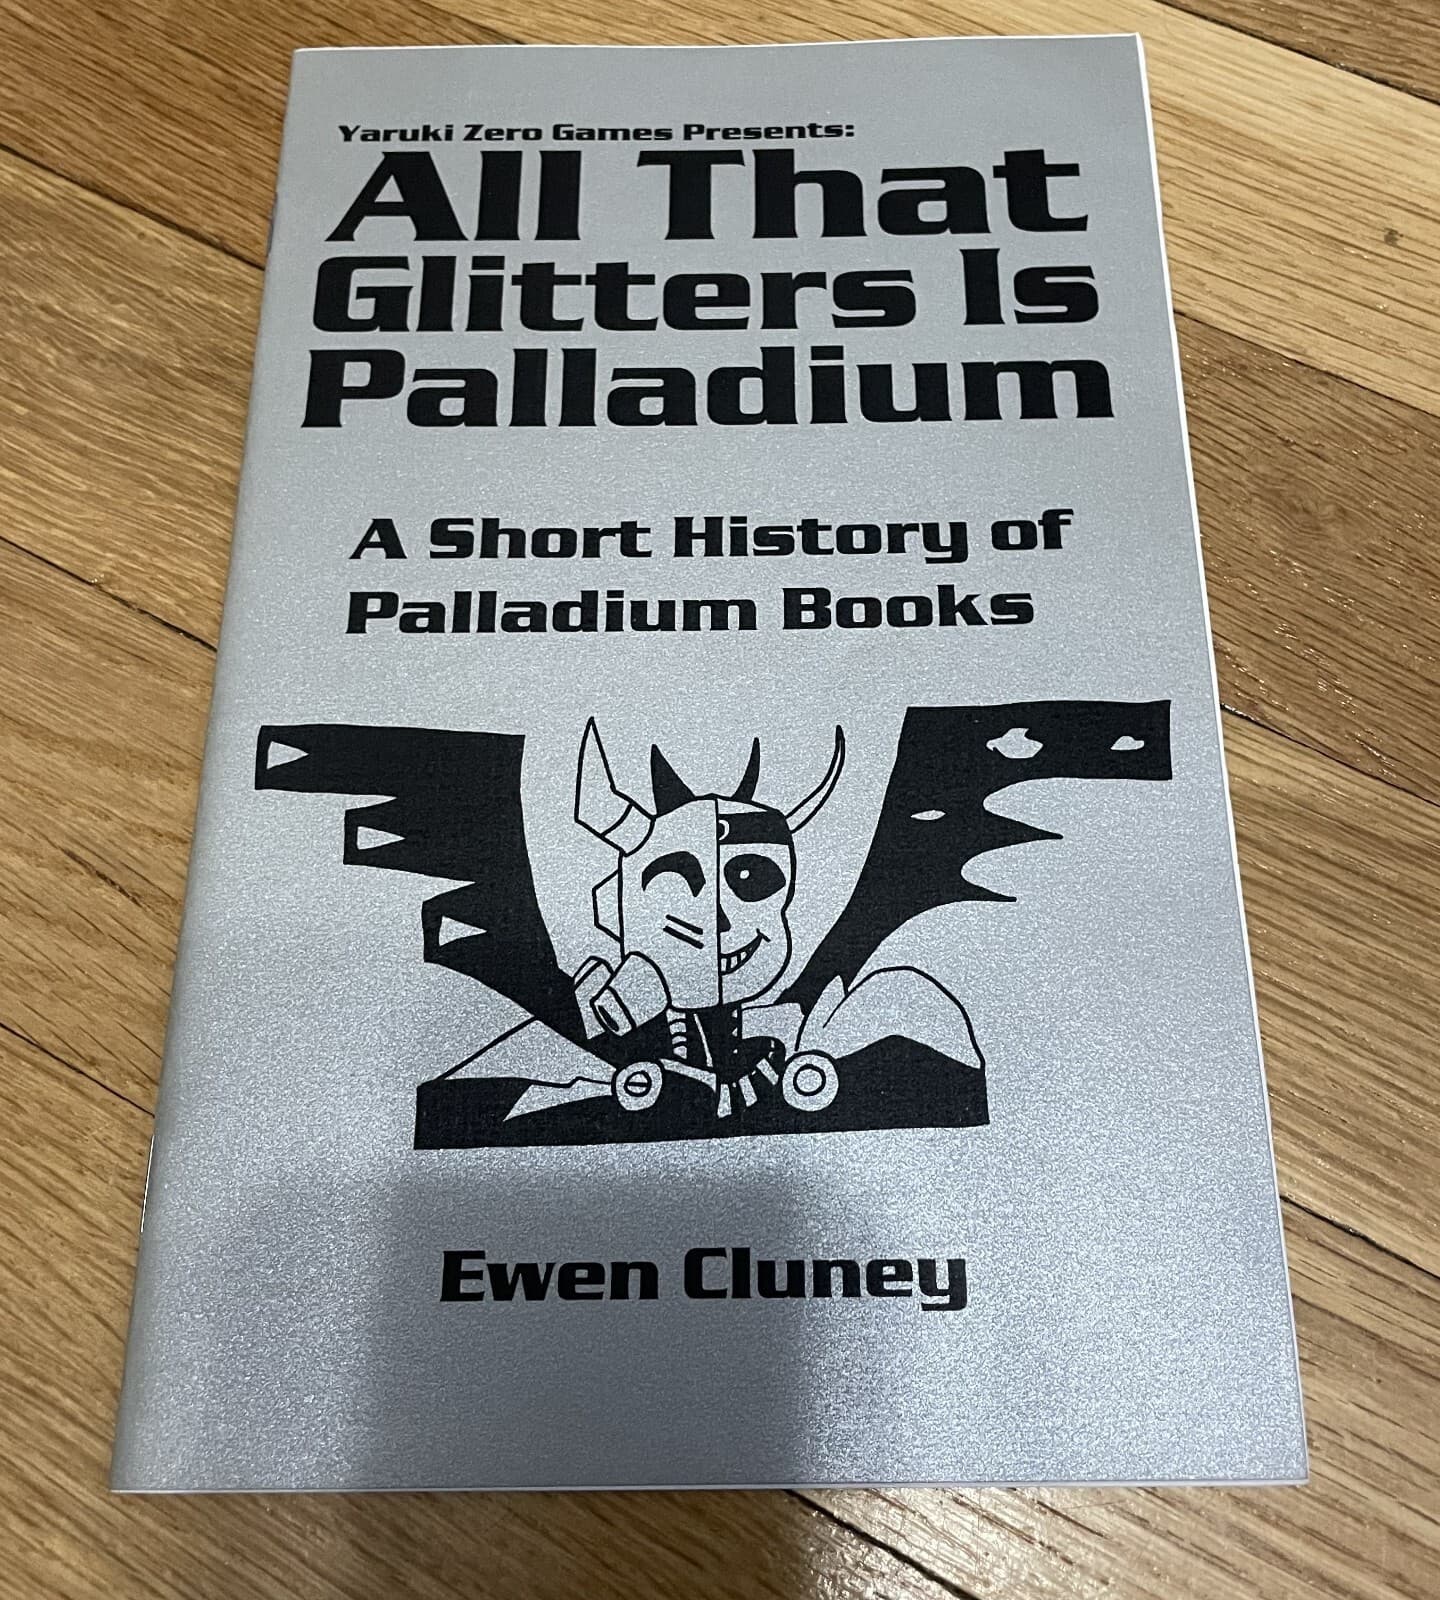 Yaruki Zero Games Presents:
All That
Glitters Is
Palladium
A Short History of
Palladium Books
Ewen Cluney